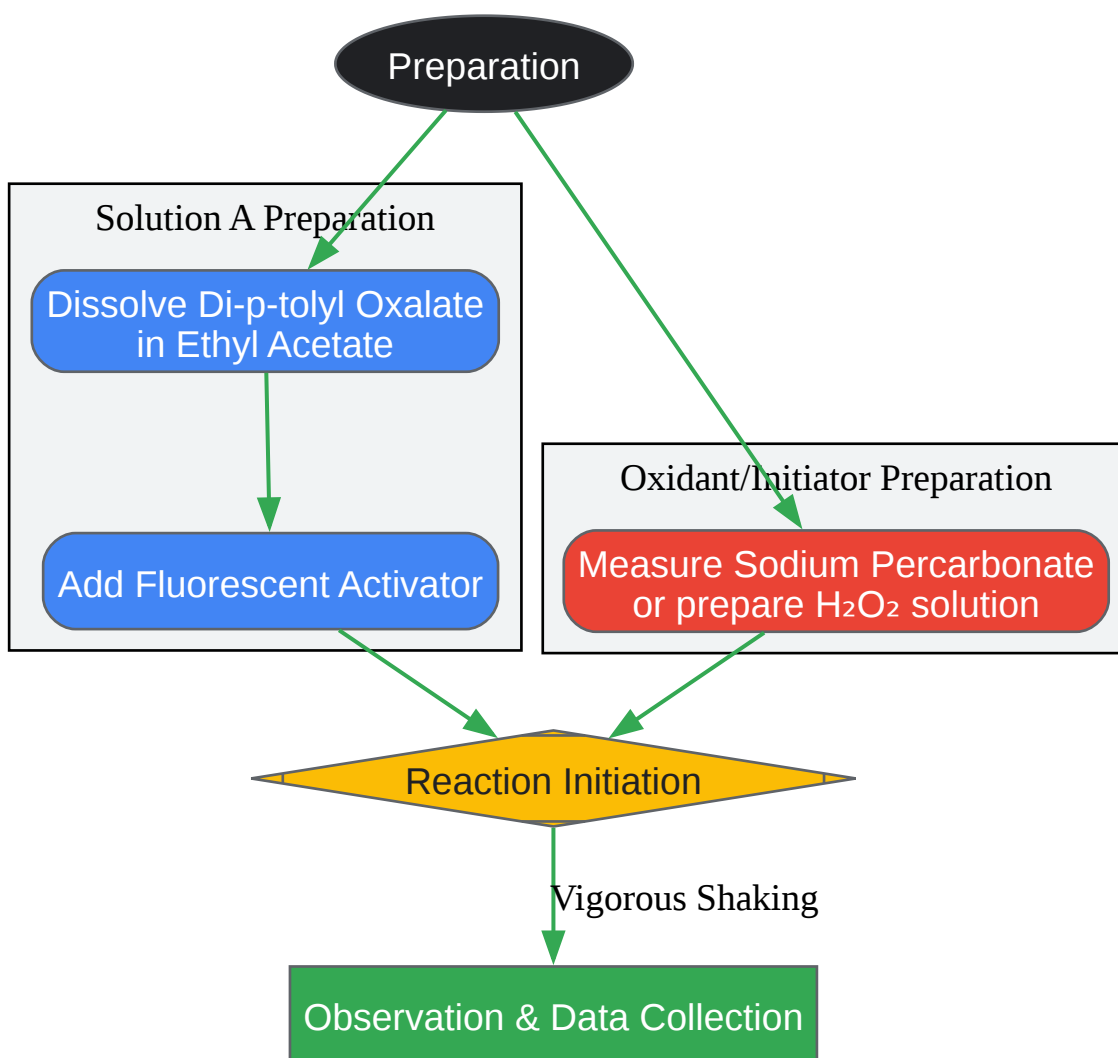 Preparation
Solution A Preparation
Dissolve Di-p-tolyl Oxalate
in Ethyl Acetate
Add Fluorescent Activator
Oxidant/Initiator Preparation
Measure Sodium Percarbonate
or prepare H₂O₂ solution
Reaction Initiation
Vigorous Shaking
Observation & Data Collection